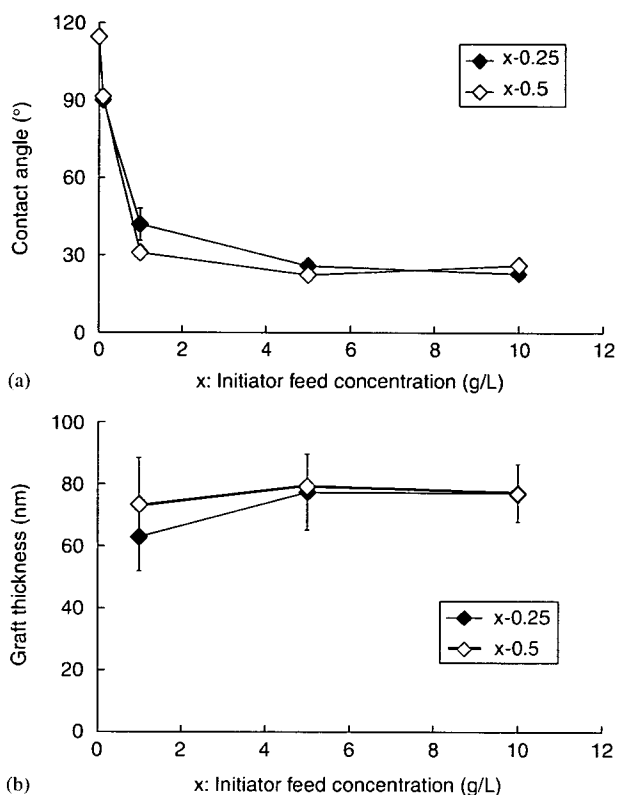 120
90
60
30
0
Contact angle (°)
x-0.25
x-0.5
0 2 4 6 8 10 12
(a) x: Initiator feed concentration (g/L)
100
80
60
40
20
0
Graft thickness (nm)
x-0.25
x-0.5
0 2 4 6 8 10 12
(b) x: Initiator feed concentration (g/L)